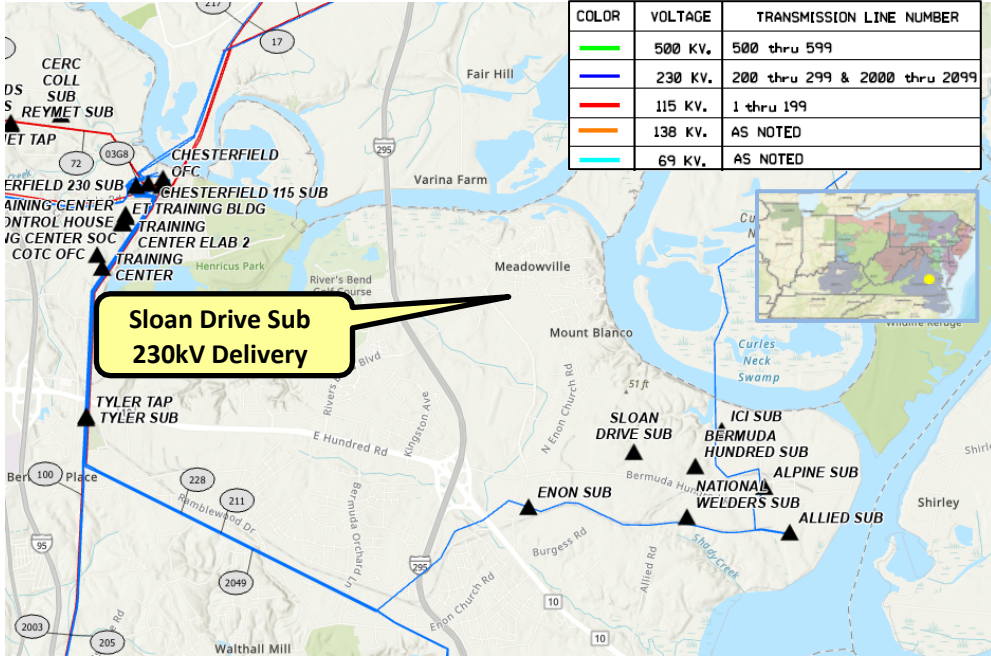 COLOR VOLTAGE TRANSMISSION LINE NUMBER
500 KV. 500 thru 599
230 KV. 200 thru 299 & 2000 thru 2099
115 KV. 1 thru 199
138 KV. AS NOTED
69 KV. AS NOTED
217
17
Fair Hill
CERC
COLL
SUB
REYMET SUB
295
72
03G8
CHESTERFIELD
OFC
Varina Farm
ERFIELD 230 SUB
CHESTERFIELD 115 SUB
AINING CENTER
ET TRAINING BLDG
ONTROL HOUSE
TRAINING
CENTER ELAB 2
NG CENTER SOC
COTC OFC
TRAINING
CENTER
Henricus Park
River's Bend
Golf Course
Meadowville
Sloan Drive Sub
230kV Delivery
Mount Blanco
Curles
Neck
Swamp
Wildlife Refuge
51 ft
Rivers Bend Blvd
Kingston Ave
N Enon Church Rd
TYLER TAP
TYLER SUB
E Hundred Rd
SLOAN
DRIVE SUB
ICI SUB
BERMUDA
HUNDRED SUB
ALPINE SUB
Bermuda Hundred
NATIONAL
WELDERS SUB
Place
100
228
211
Ramblewood Dr
Bermuda Orchard Ln
ENON SUB
ALLIED SUB
Shirley
95
295
Burgess Rd
Allied Rd
Shady Creek
2049
Enon Church Rd
10
10
2003
205
Walthall Mill